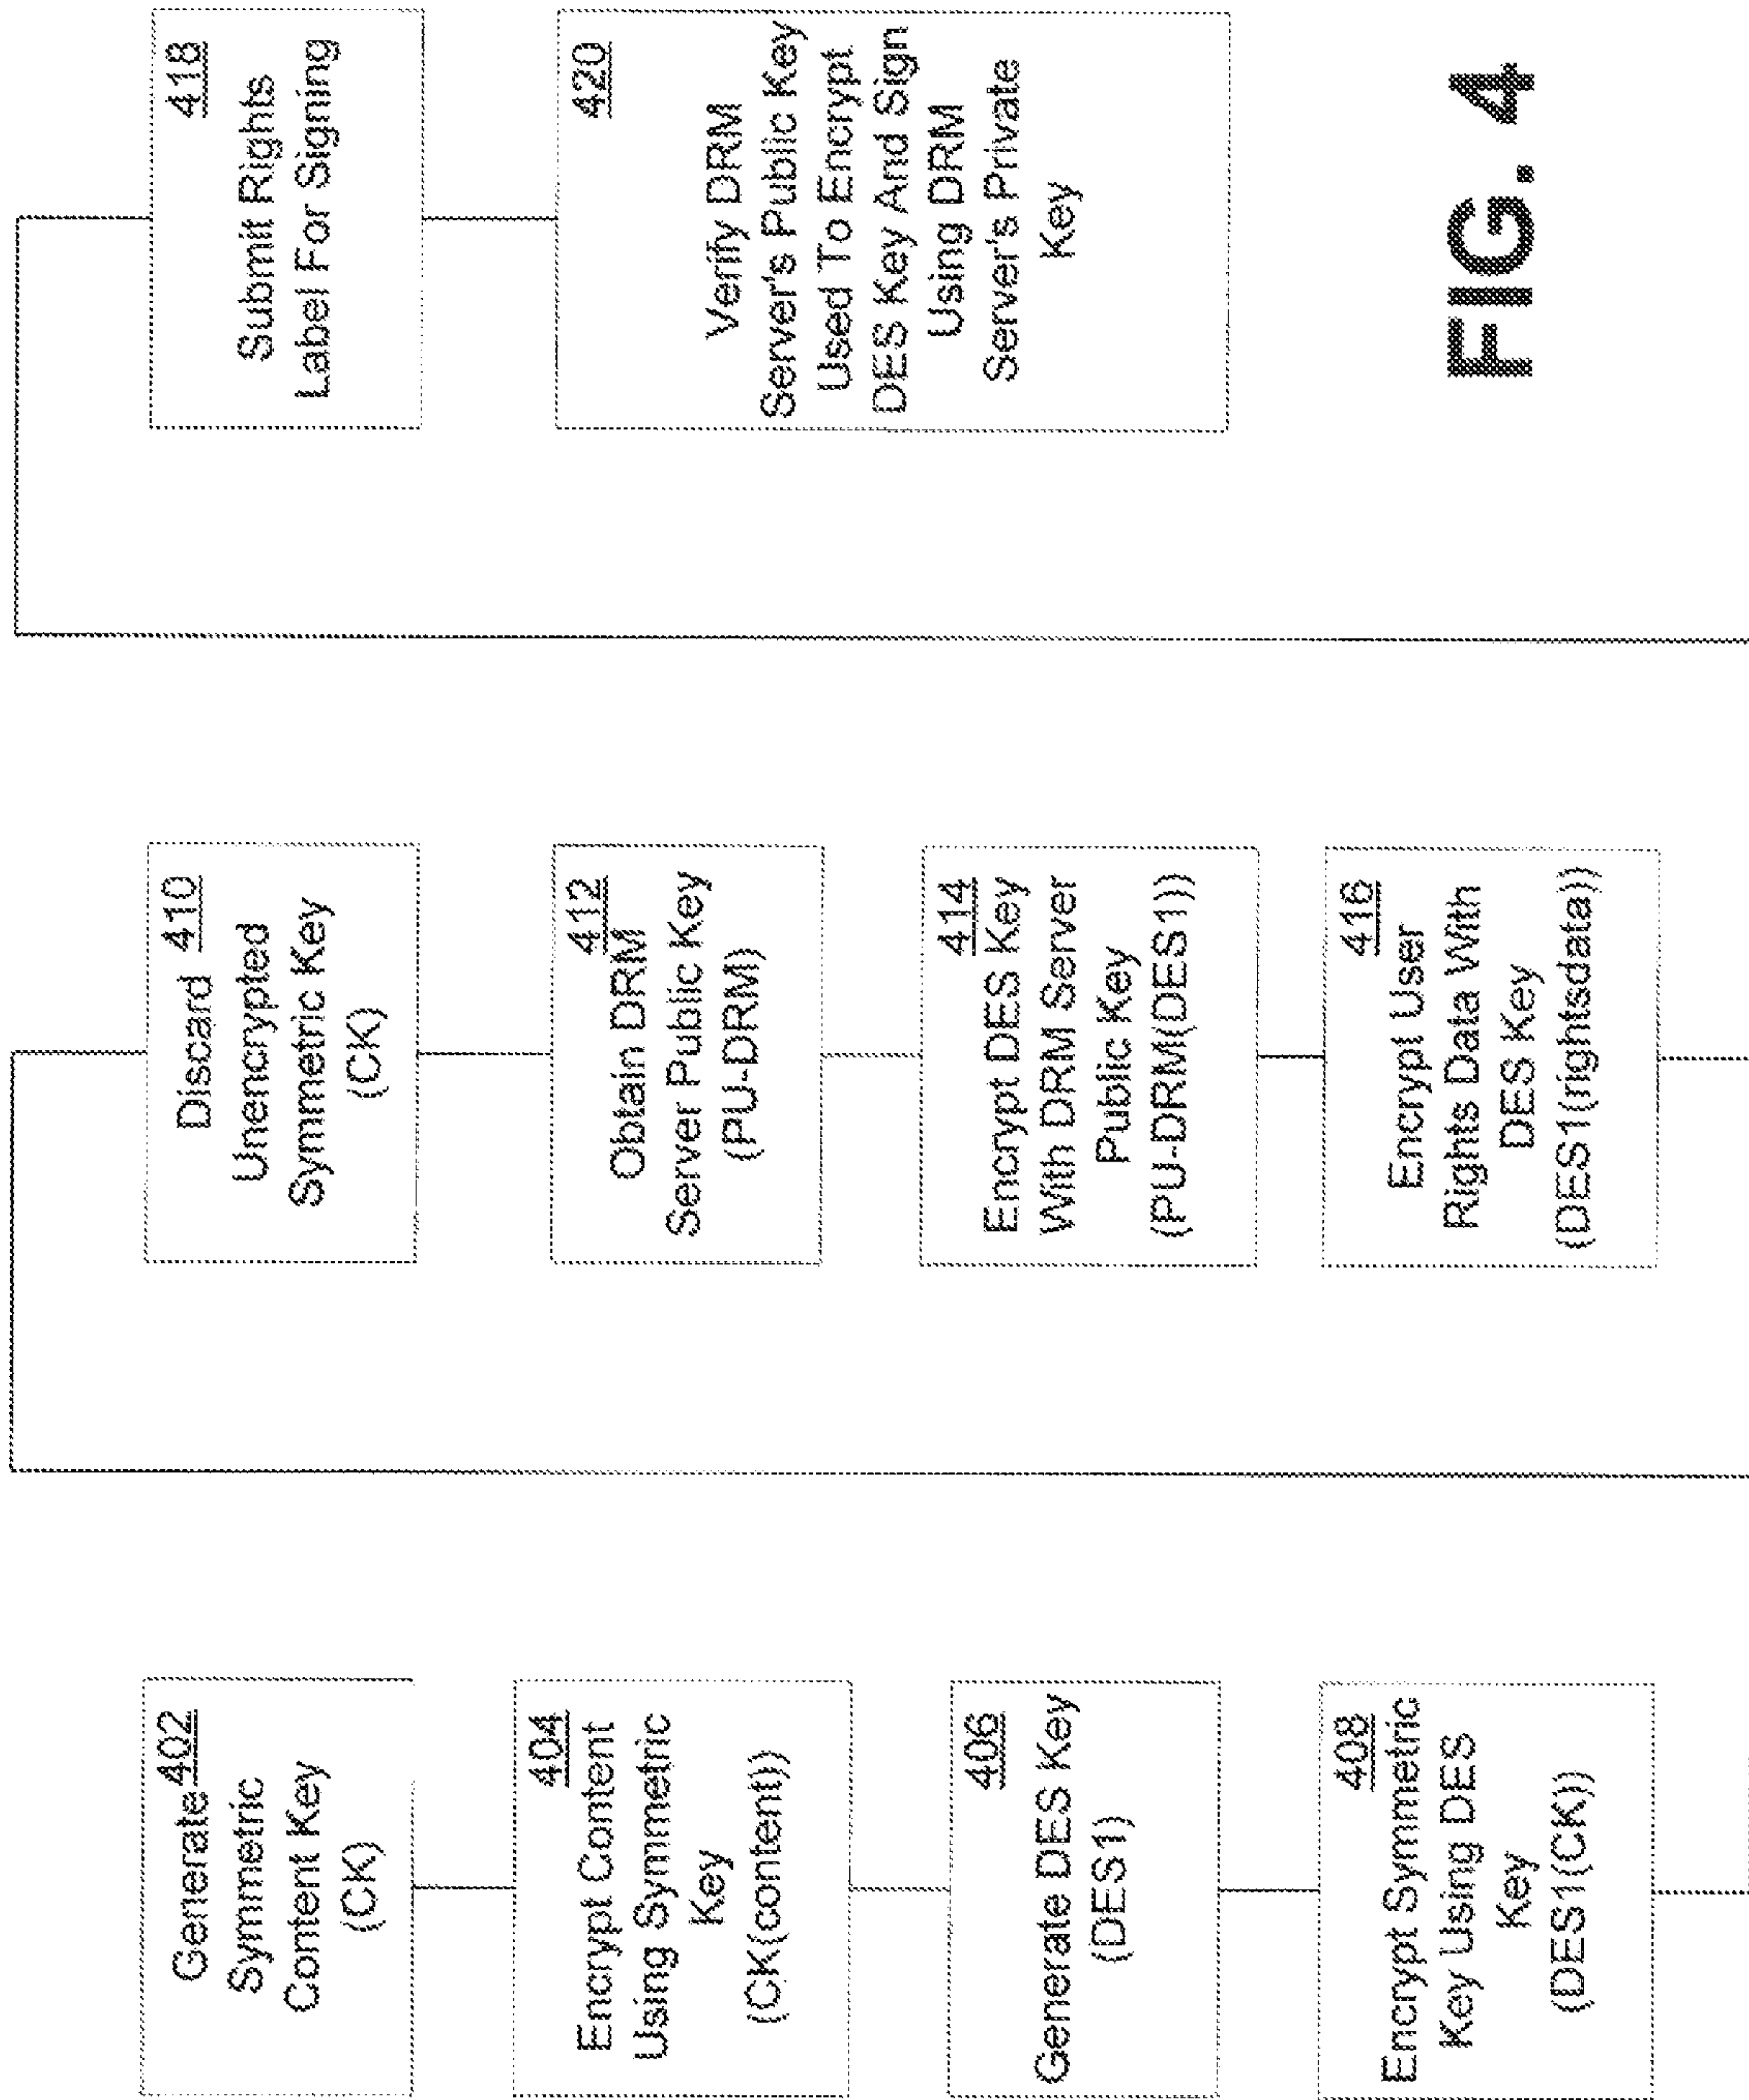 Generate 402
Symmetric
Content Key
(CK)
404
Encrypt Content
Using Symmetric
Key
(CK(content))
406
Generate DES Key
(DES1)
408
Encrypt Symmetric
Key Using DES
Key
(DES1(CK))
Discard 410
Unencrypted
Symmetric Key
(CK)
412
Obtain DRM
Server Public Key
(PU-DRM)
414
Encrypt DES Key
With DRM Server
Public Key
(PU-DRM(DES1))
416
Encrypt User
Rights Data With
DES Key
(DES1(rightsdata))
418
Submit Rights
Label For Signing
420
Verify DRM
Server's Public Key
Used To Encrypt
DES Key And Sign
Using DRM
Server's Private
Key
FIG. 4